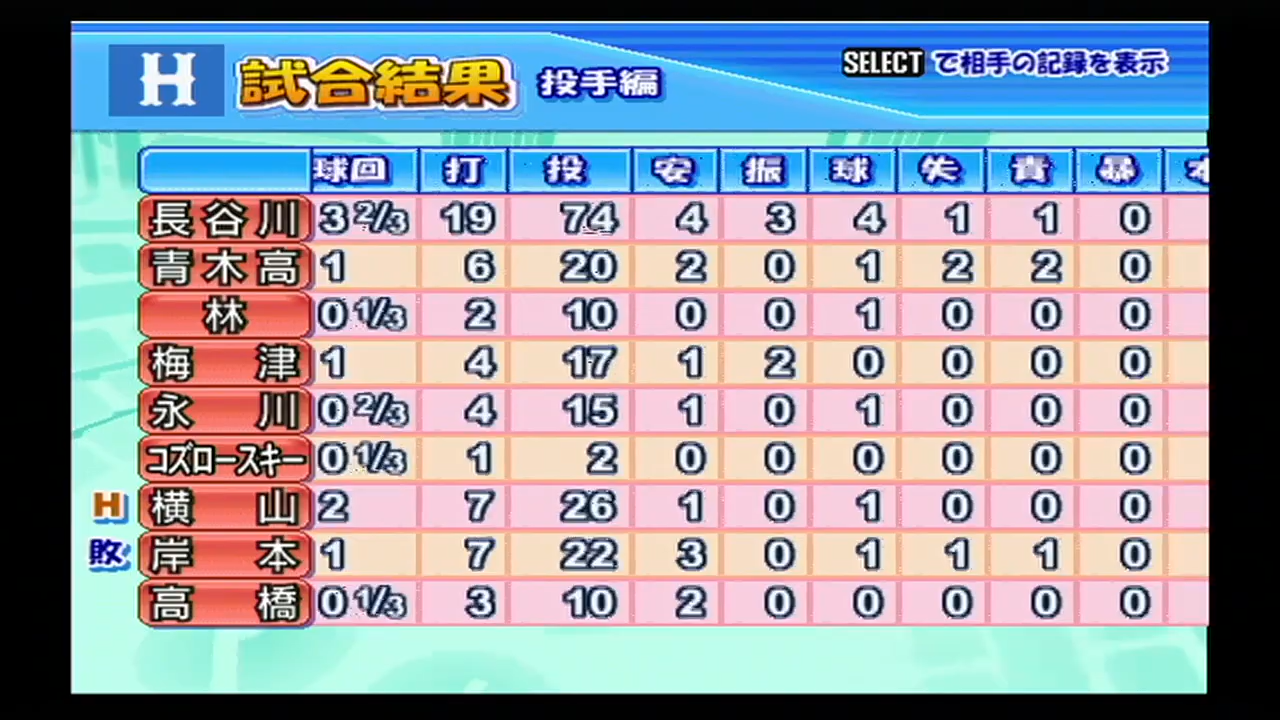 H 試合結果 投手編 SELECT で相手の記録を表示
球回 打 投 安 振 球 失 責 暴
長谷川 3 2/3 19 74 4 3 4 1 1 0
青木高 1 6 20 2 0 1 2 2 0
林 0 1/3 2 10 0 0 1 0 0 0
梅津 1 4 17 1 2 0 0 0 0
永川 0 2/3 4 15 1 0 1 0 0 0
コズロースキー 0 1/3 1 2 0 0 0 0 0 0
H 横山 2 7 26 1 0 1 0 0 0
敗 岸本 1 7 22 3 0 1 1 1 0
高橋 0 1/3 3 10 2 0 0 0 0 0